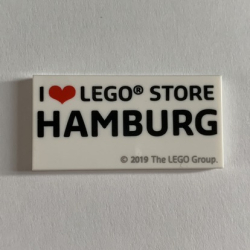 I ❤ LEGO® STORE
HAMBURG
© 2019 The LEGO Group.